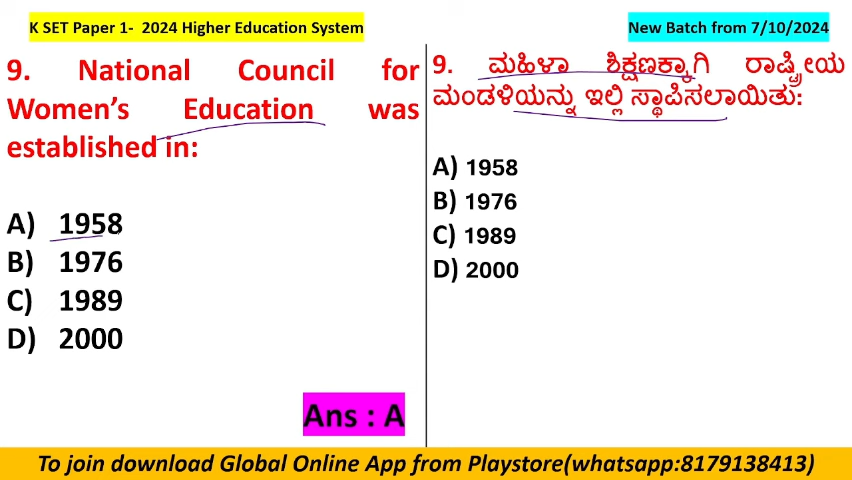 K SET Paper 1- 2024 Higher Education System
New Batch from 7/10/2024
9. National Council for
Women's Education was
established in:
A) 1958
B) 1976
C) 1989
D) 2000
Ans : A
9. ಮಹಿಳಾ ಶಿಕ್ಷಣಕ್ಕಾಗಿ ರಾಷ್ಟ್ರೀಯ
ಮಂಡಳಿಯನ್ನು ಇಲ್ಲಿ ಸ್ಥಾಪಿಸಲಾಯಿತು:
A) 1958
B) 1976
C) 1989
D) 2000
To join download Global Online App from Playstore(whatsapp:8179138413)